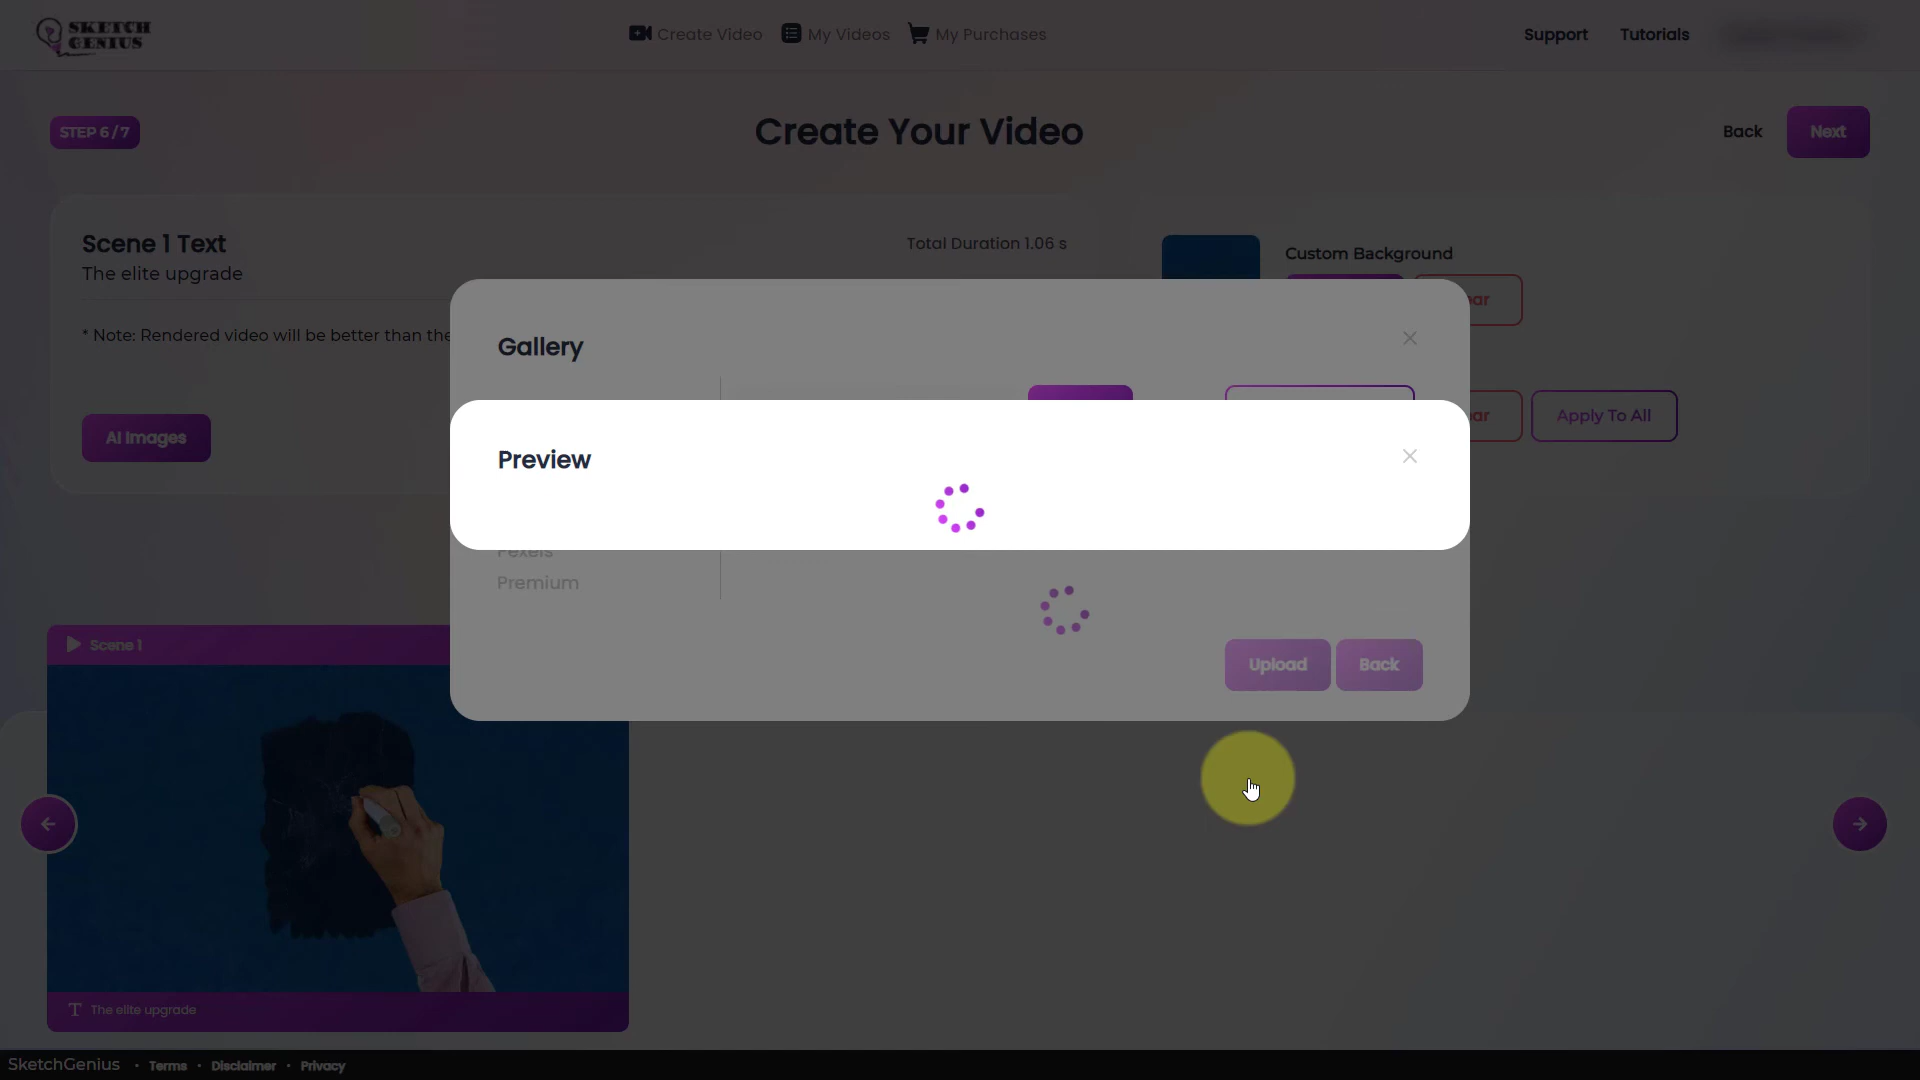 SKETCH
GENIUS
Create Video
My Videos
My Purchases
Support
Tutorials
STEP 6 / 7
Create Your Video
Back
Next
Scene 1 Text
Total Duration 1.06 s
The elite upgrade
* Note: Rendered video will be better than the
AI Images
Custom Background
Apply To All
Gallery
Preview
Pexels
Premium
Upload
Back
Scene 1
The elite upgrade
SketchGenius • Terms • Disclaimer • Privacy